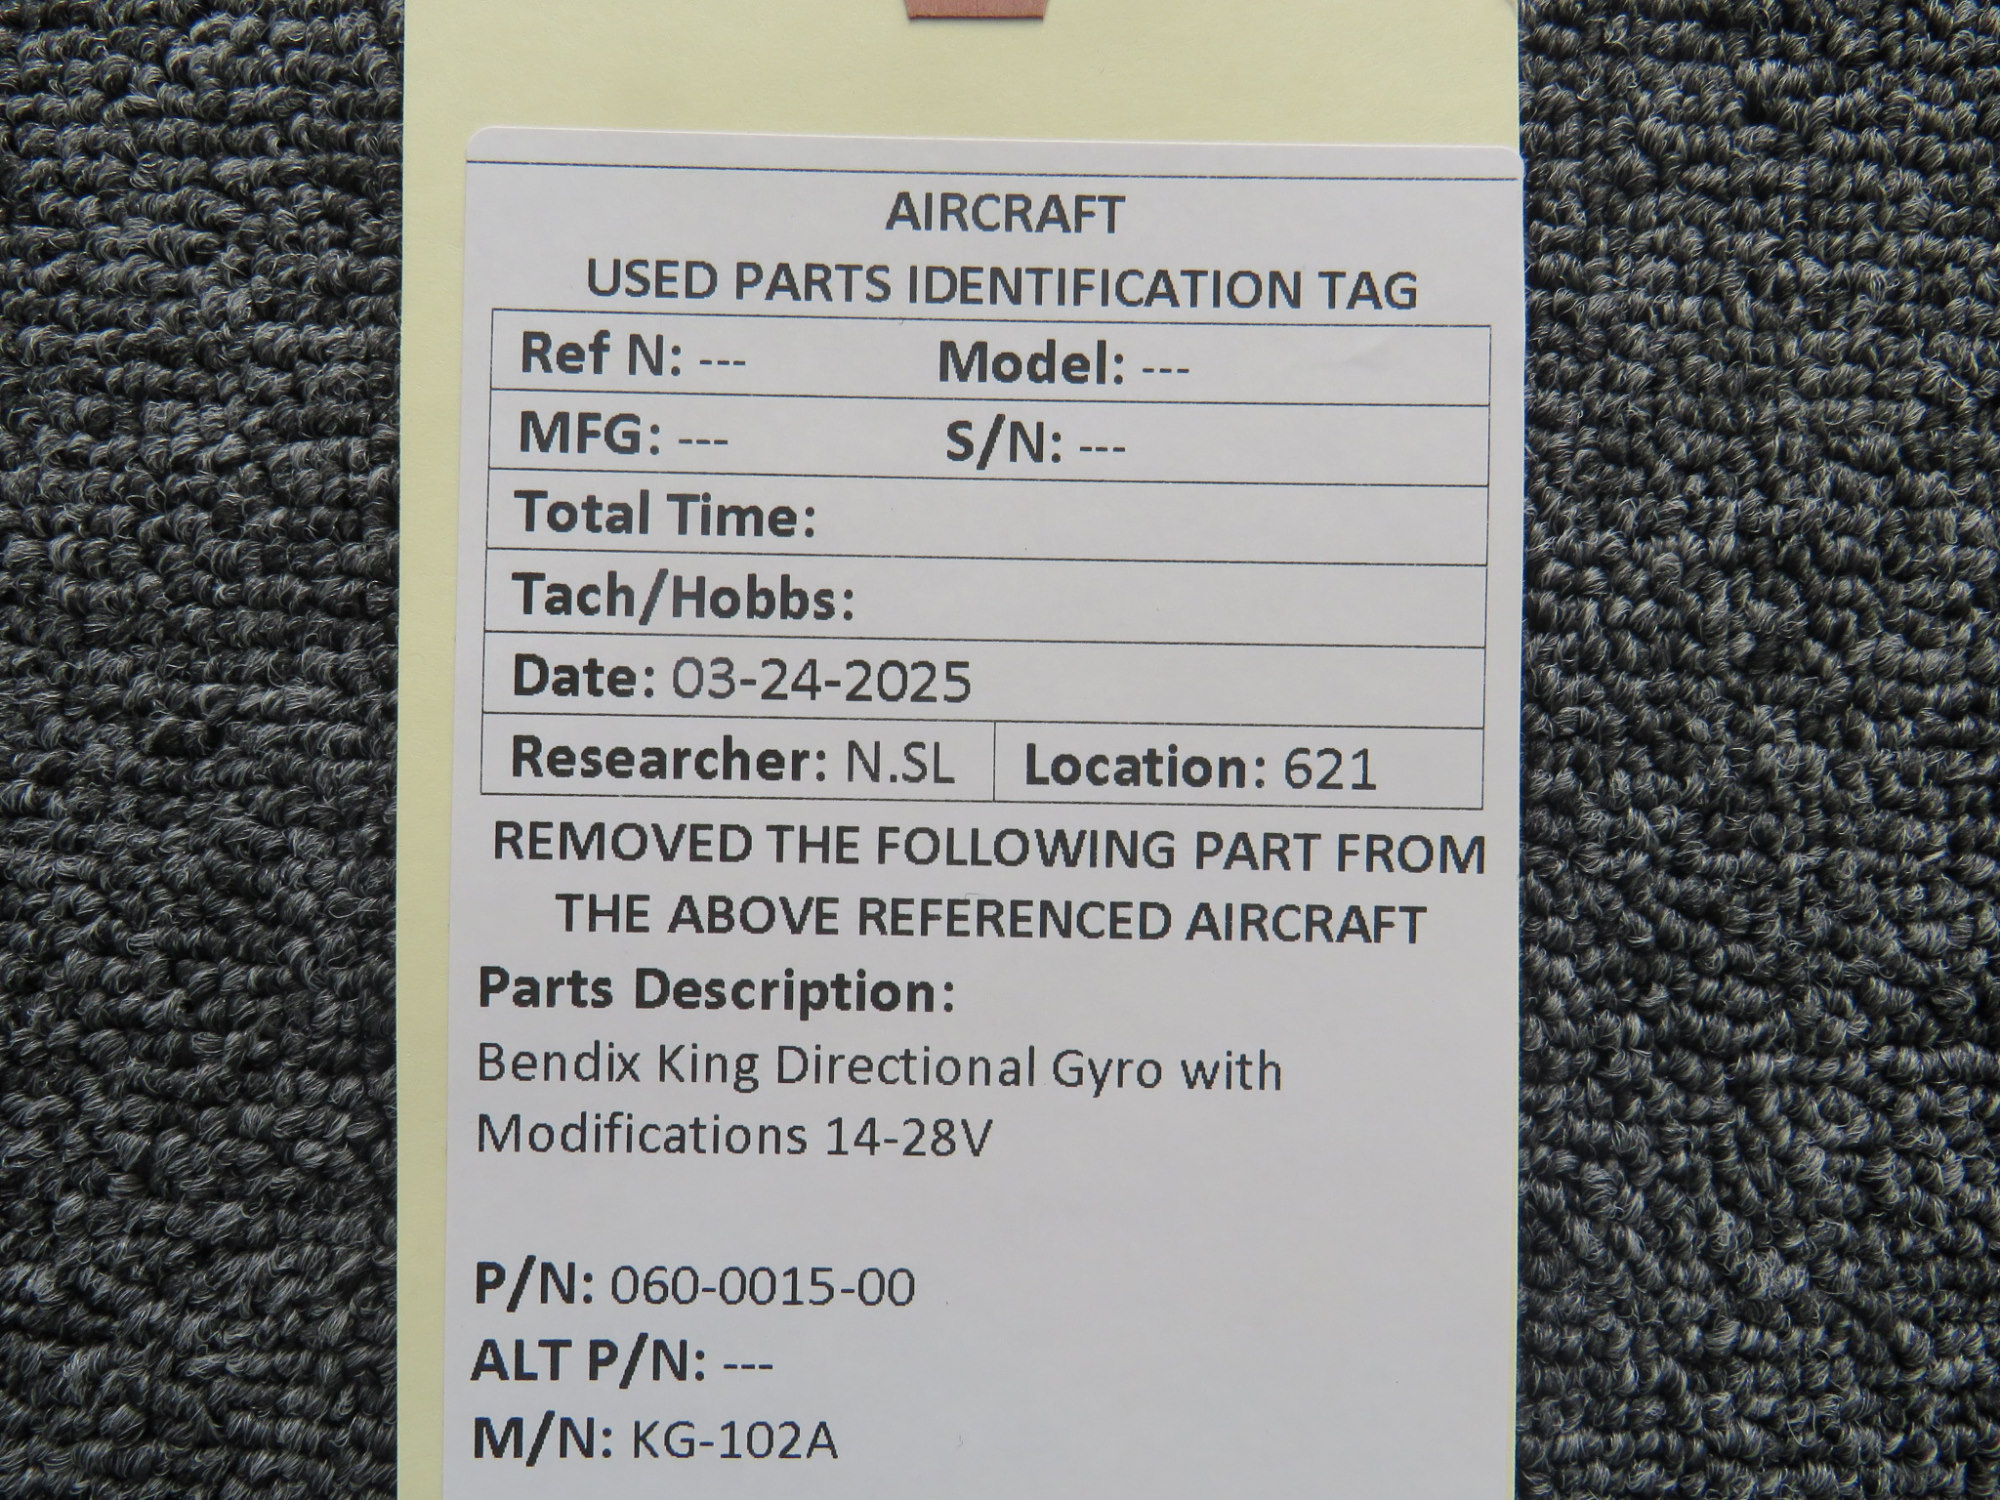 AIRCRAFT
USED PARTS IDENTIFICATION TAG
Ref N: --- Model: ---
MFG: --- S/N: ---
Total Time:
Tach/Hobbs:
Date: 03-24-2025
Researcher: N.SL Location: 621
REMOVED THE FOLLOWING PART FROM
THE ABOVE REFERENCED AIRCRAFT
Parts Description:
Bendix King Directional Gyro with
Modifications 14-28V
P/N: 060-0015-00
ALT P/N: ---
M/N: KG-102A